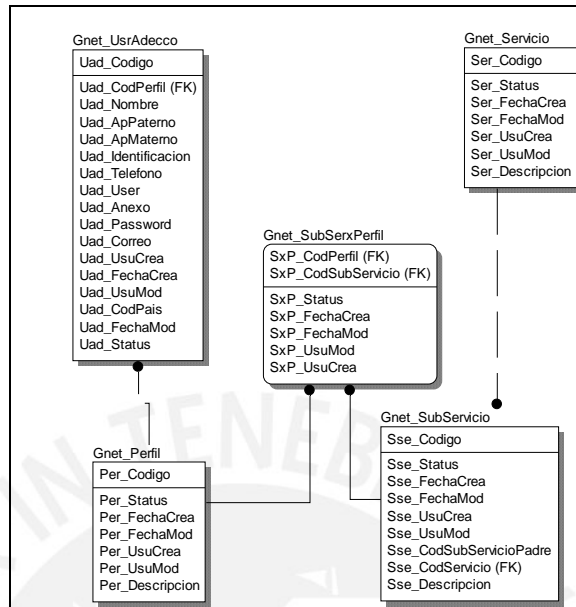 Gnet_UsrAdecco
Uad_Codigo
Uad_CodPerfil (FK)
Uad_Nombre
Uad_ApPaterno
Uad_ApMaterno
Uad_Identificacion
Uad_Telefono
Uad_User
Uad_Anexo
Uad_Password
Uad_Correo
Uad_UsuCrea
Uad_FechaCrea
Uad_UsuMod
Uad_CodPais
Uad_FechaMod
Uad_Status
Gnet_Servicio
Ser_Codigo
Ser_Status
Ser_FechaCrea
Ser_FechaMod
Ser_UsuCrea
Ser_UsuMod
Ser_Descripcion
Gnet_SubSerxPerfil
SxP_CodPerfil (FK)
SxP_CodSubServicio (FK)
SxP_Status
SxP_FechaCrea
SxP_FechaMod
SxP_UsuMod
SxP_UsuCrea
Gnet_Perfil
Per_Codigo
Per_Status
Per_FechaCrea
Per_FechaMod
Per_UsuCrea
Per_UsuMod
Per_Descripcion
Gnet_SubServicio
Sse_Codigo
Sse_Status
Sse_FechaCrea
Sse_FechaMod
Sse_UsuCrea
Sse_UsuMod
Sse_CodSubServicioPadre
Sse_CodServicio (FK)
Sse_Descripcion